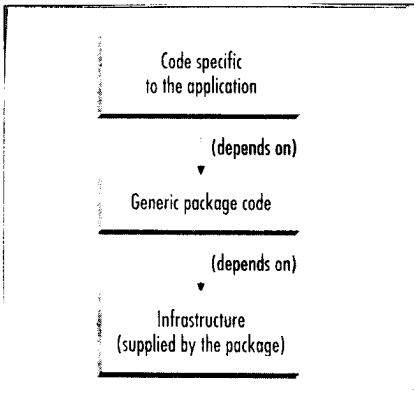 Code specific
to the application
(depends on)
Generic package code
(depends on)
Infrastructure
(supplied by the package)